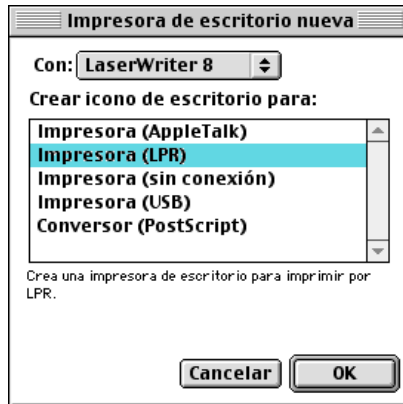 Impresora de escritorio nueva
Con: LaserWriter 8
Crear icono de escritorio para:
Impresora (AppleTalk)
Impresora (LPR)
Impresora (sin conexión)
Impresora (USB)
Conversor (PostScript)
Crea una impresora de escritorio para imprimir por
LPR.
Cancelar OK